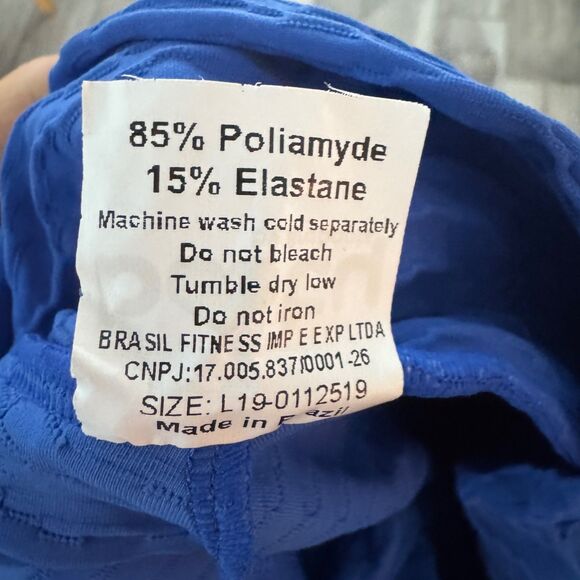 85% Poliamyde
15% Elastane
Machine wash cold separately
Do not bleach
Tumble dry low
Do not iron
BRASIL FITNESS IMP E EXP LTDA
CNPJ:17.005.837/0001-26
SIZE: L19-0112519
Made in Brazil